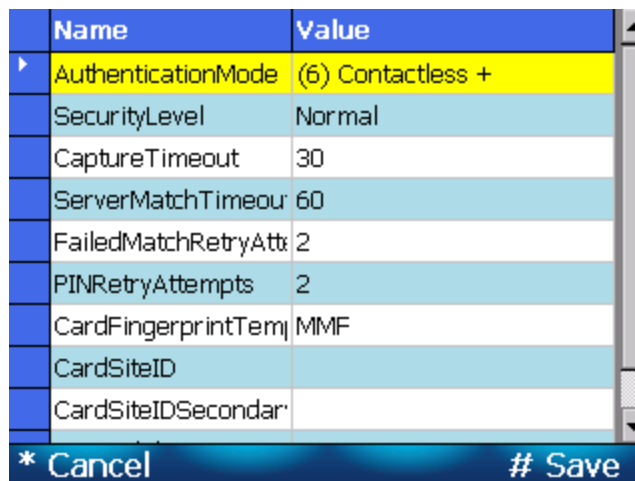 Name Value
AuthenticationMode (6) Contactless +
SecurityLevel Normal
CaptureTimeout 30
ServerMatchTimeou 60
FailedMatchRetryAtt 2
PINRetryAttempts 2
CardFingerprintTem MMF
CardSiteID
CardSiteIDSecondar
* Cancel # Save